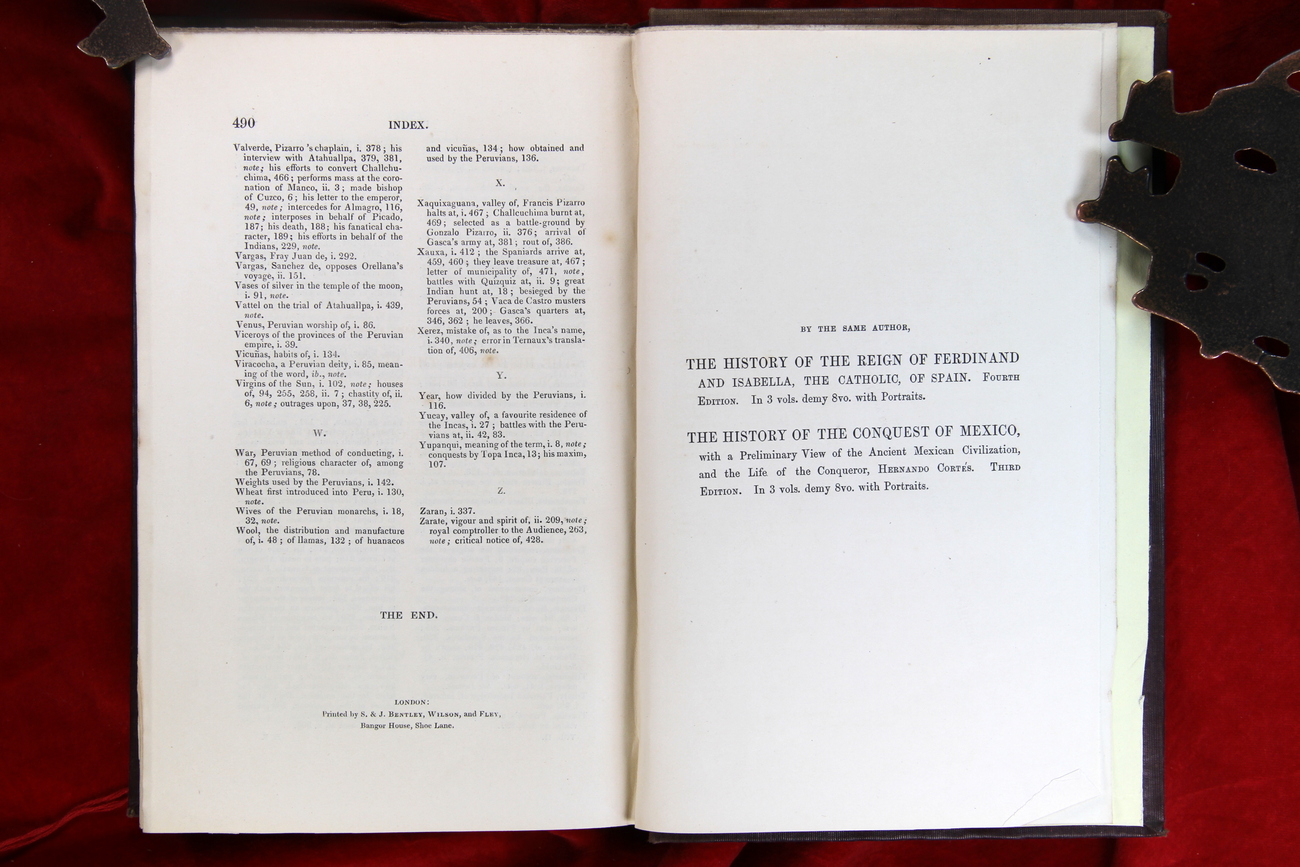 490
INDEX.
Valverde, Pizarro 's chaplain, i. 378 ; his
interview with Atahuallpa, 379, 381,
note ; his efforts to convert Challchu-
chima, 466 ; performs mass at the coro-
nation of Manco, ii. 3 ; made bishop
of Cuzco, 6 ; his letter to the emperor,
49, note ; intercedes for Almagro, 116,
note ; interposes in behalf of Picado,
187 ; his death, 188 ; his fanatical cha-
racter, 189 ; his efforts in behalf of the
Indians, 229, note.
Vargas, Fray Juan de, i. 292.
Vargas, Sanchez de, opposes Orellana's
voyage, ii. 151.
Vases of silver in the temple of the moon,
i. 91, note.
Vattel on the trial of Atahuallpa, i. 439,
note.
Venus, Peruvian worship of, i. 86.
Viceroys of the provinces of the Peruvian
empire, i. 39.
Vicuñas, habits of, i. 134.
Viracocha, a Peruvian deity, i. 85, mean-
ing of the word, ib., note.
Virgins of the Sun, i. 102, note ; houses
of, 94, 255, 258, ii. 7 ; chastity of, ii.
6, note ; outrages upon, 37, 38, 225.
W.
War, Peruvian method of conducting, i.
67, 69 ; religious character of, among
the Peruvians, 78.
Weights used by the Peruvians, i. 142.
Wheat first introduced into Peru, i. 130,
note.
Wives of the Peruvian monarchs, i. 18,
32, note.
Wool, the distribution and manufacture
of, i. 48 ; of llamas, 132 ; of huanacos
and vicuñas, 134 ; how obtained and
used by the Peruvians, 136.
X.
Xaquixaguana, valley of, Francis Pizarro
halts at, i. 467 ; Challcuchima burnt at,
469 ; selected as a battle-ground by
Gonzalo Pizarro, ii. 376 ; arrival of
Gasca's army at, 381 ; rout of, 386.
Xauxa, i. 412 ; the Spaniards arrive at,
459, 460 ; they leave treasure at, 467 ;
letter of municipality of, 471, note,
battles with Quizquiz at, ii. 9 ; great
Indian hunt at, 13 ; besieged by the
Peruvians, 54 ; Vaca de Castro musters
forces at, 200 ; Gasca's quarters at,
346, 362 ; he leaves, 366.
Xerez, mistake of, as to the Inca's name,
i. 340, note ; error in Ternaux's transla-
tion of, 406, note.
Y.
Year, how divided by the Peruvians, i.
116.
Yucay, valley of, a favourite residence of
the Incas, i. 27 ; battles with the Peru-
vians at, ii. 42, 83.
Yupanqui, meaning of the term, i. 8, note ;
conquests by Topa Inca, 13 ; his maxim,
107.
Z.
Zaran, i. 337.
Zarate, vigour and spirit of, ii. 209, note ;
royal comptroller to the Audience, 263,
note ; critical notice of, 428.
THE END.
LONDON:
Printed by S. & J. BENTLEY, WILSON, and FLEY,
Bangor House, Shoe Lane.
BY THE SAME AUTHOR,
THE HISTORY OF THE REIGN OF FERDINAND
AND ISABELLA, THE CATHOLIC, OF SPAIN. FOURTH
EDITION. In 3 vols. demy 8vo. with Portraits.
THE HISTORY OF THE CONQUEST OF MEXICO,
with a Preliminary View of the Ancient Mexican Civilization,
and the Life of the Conqueror, HERNANDO CORTÉS. THIRD
EDITION. In 3 vols. demy 8vo. with Portraits.